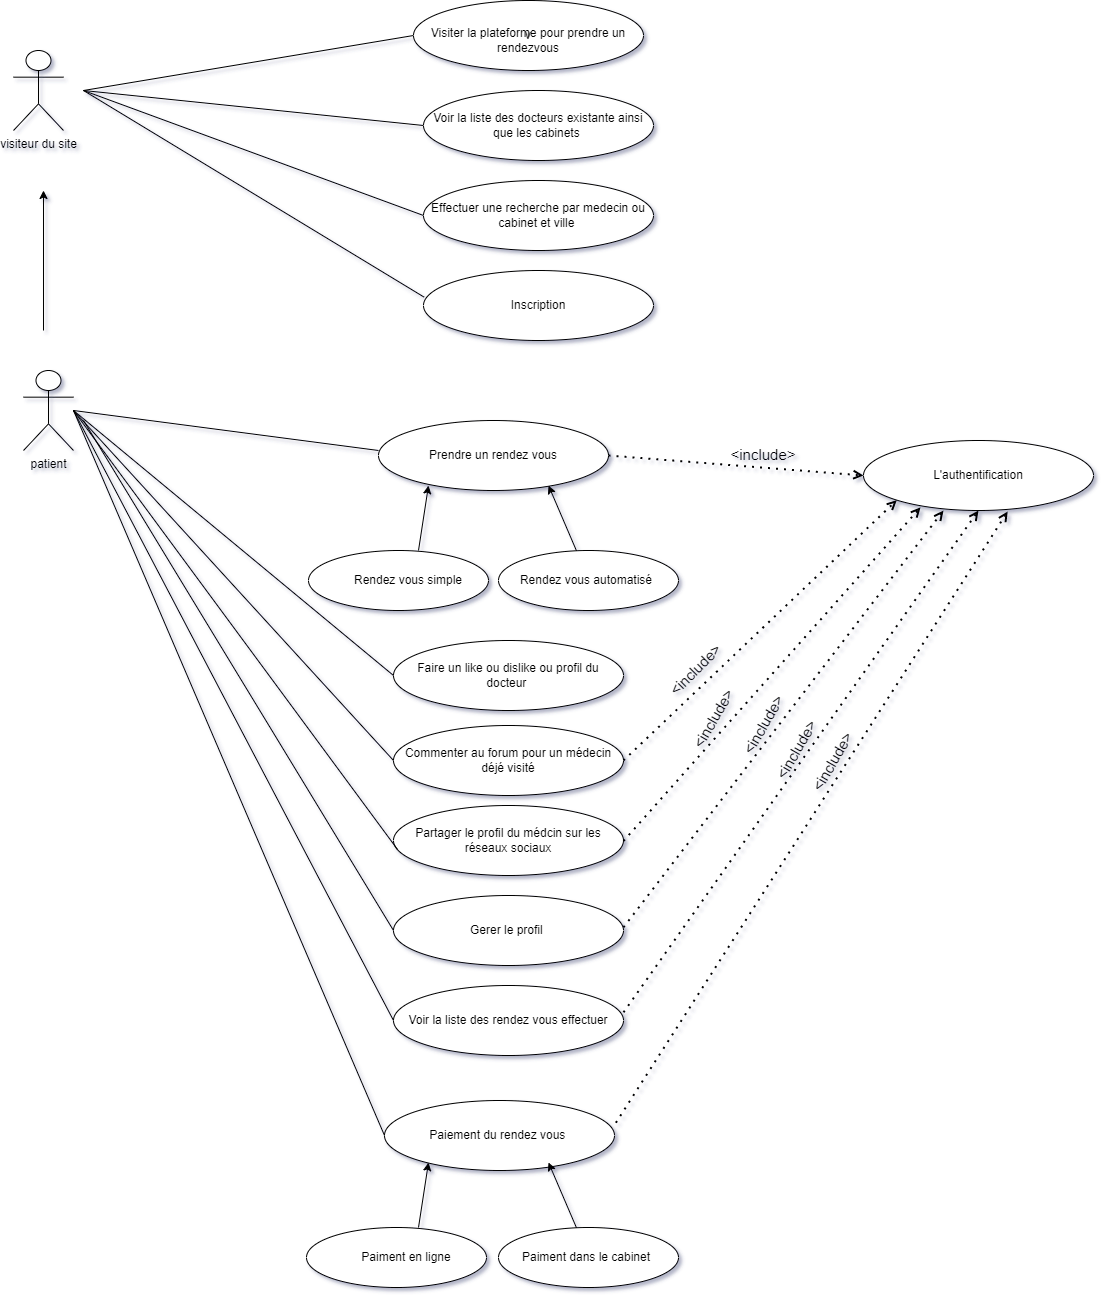 Visiter la plateforme pour prendre un
rendezvous
visiteur du site
Voir la liste des docteurs existante ainsi
que les cabinets
Effectuer une recherche par medecin ou
cabinet et ville
Inscription
patient
Prendre un rendez vous
<include>
L'authentification
Rendez vous simple
Rendez vous automatisé
Faire un like ou dislike ou profil du
docteur
<include>
Commenter au forum pour un médecin
déjé visité
<include>
<include>
<include>
<include>
Partager le profil du médcin sur les
réseaux sociaux
Gerer le profil
Voir la liste des rendez vous effectuer
Paiement du rendez vous
Paiment en ligne
Paiment dans le cabinet